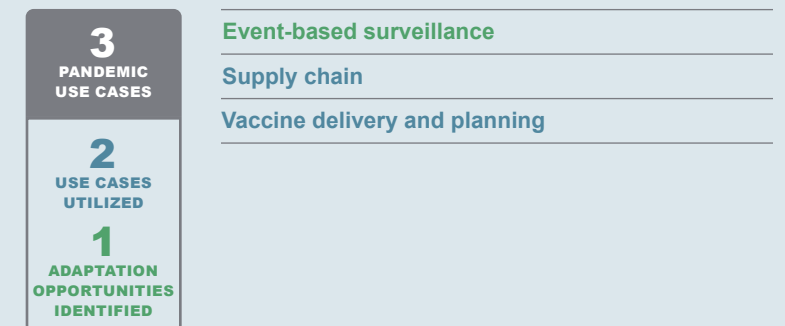 3
PANDEMIC
USE CASES
2
USE CASES
UTILIZED
1
ADAPTATION
OPPORTUNITIES
IDENTIFIED
Event-based surveillance
Supply chain
Vaccine delivery and planning